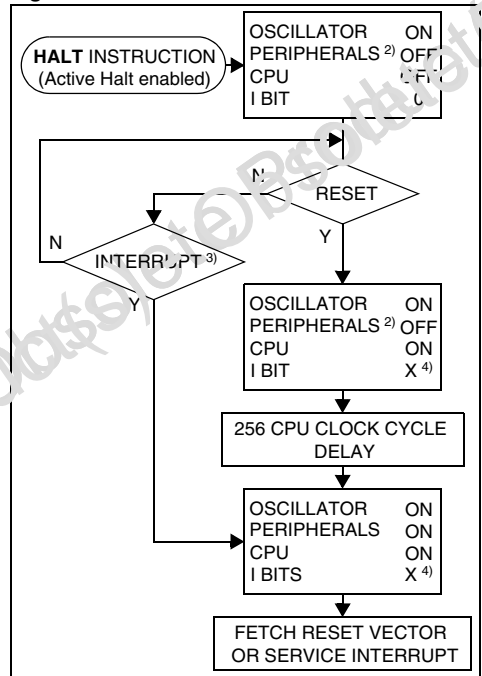 HALT INSTRUCTION
(Active Halt enabled)
OSCILLATOR ON
PERIPHERALS 2) OFF
CPU OFF
I BIT 0
N
RESET
Y
N
INTERRUPT 3)
Y
OSCILLATOR ON
PERIPHERALS 2) OFF
CPU ON
I BIT X 4)
256 CPU CLOCK CYCLE
DELAY
OSCILLATOR ON
PERIPHERALS ON
CPU ON
I BITS X 4)
FETCH RESET VECTOR
OR SERVICE INTERRUPT